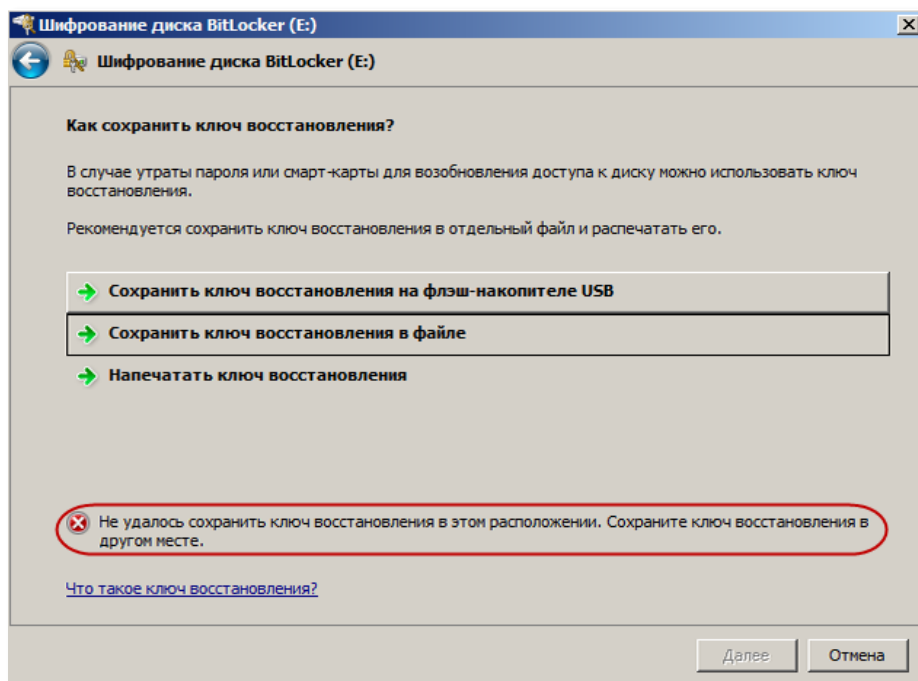 Шифрование диска BitLocker (E:)
Шифрование диска BitLocker (E:)
Как сохранить ключ восстановления?
В случае утраты пароля или смарт-карты для возобновления доступа к диску можно использовать ключ
восстановления.
Рекомендуется сохранить ключ восстановления в отдельный файл и распечатать его.
Сохранить ключ восстановления на флэш-накопителе USB
Сохранить ключ восстановления в файле
Напечатать ключ восстановления
Не удалось сохранить ключ восстановления в этом расположении. Сохраните ключ восстановления в
другом месте.
Что такое ключ восстановления?
Далее
Отмена